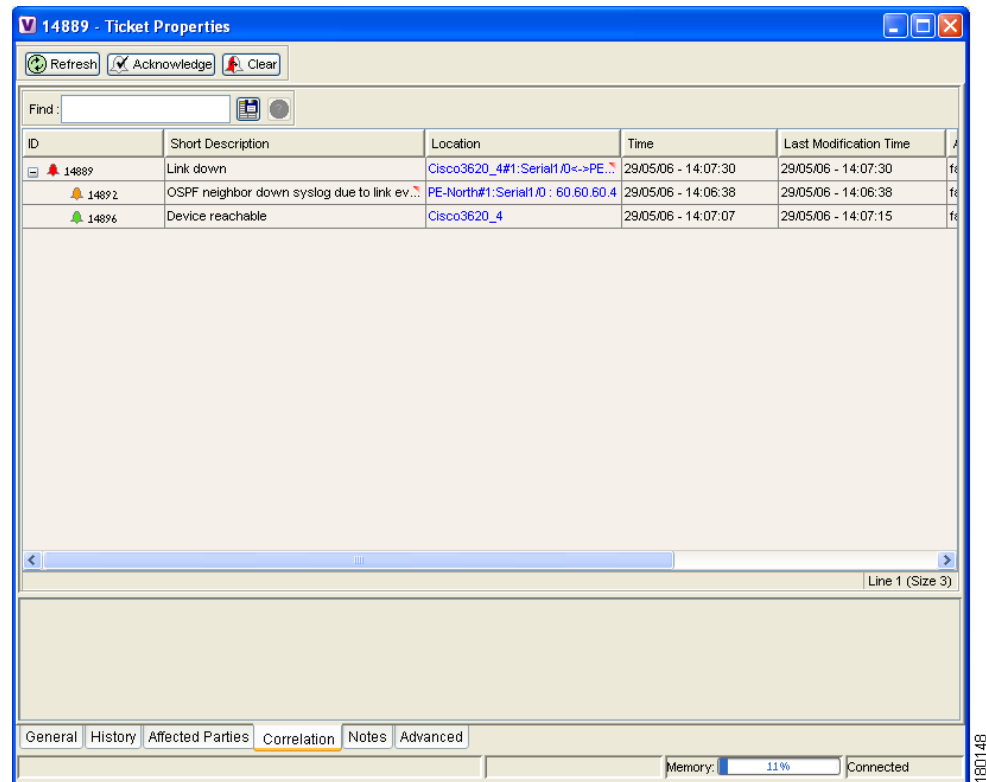 14889 - Ticket Properties
Refresh Acknowledge Clear
Find :
ID Short Description Location Time Last Modification Time
14889 Link down Cisco3620_4#1:Serial1/0<->PE... 29/05/06 - 14:07:30 29/05/06 - 14:07:30
14892 OSPF neighbor down syslog due to link ev... PE-North#1:Serial1/0 : 60.60.60.4 29/05/06 - 14:06:38 29/05/06 - 14:06:38
14896 Device reachable Cisco3620_4 29/05/06 - 14:07:07 29/05/06 - 14:07:15
Line 1 (Size 3)
General History Affected Parties Correlation Notes Advanced
Memory: 11% Connected
180148